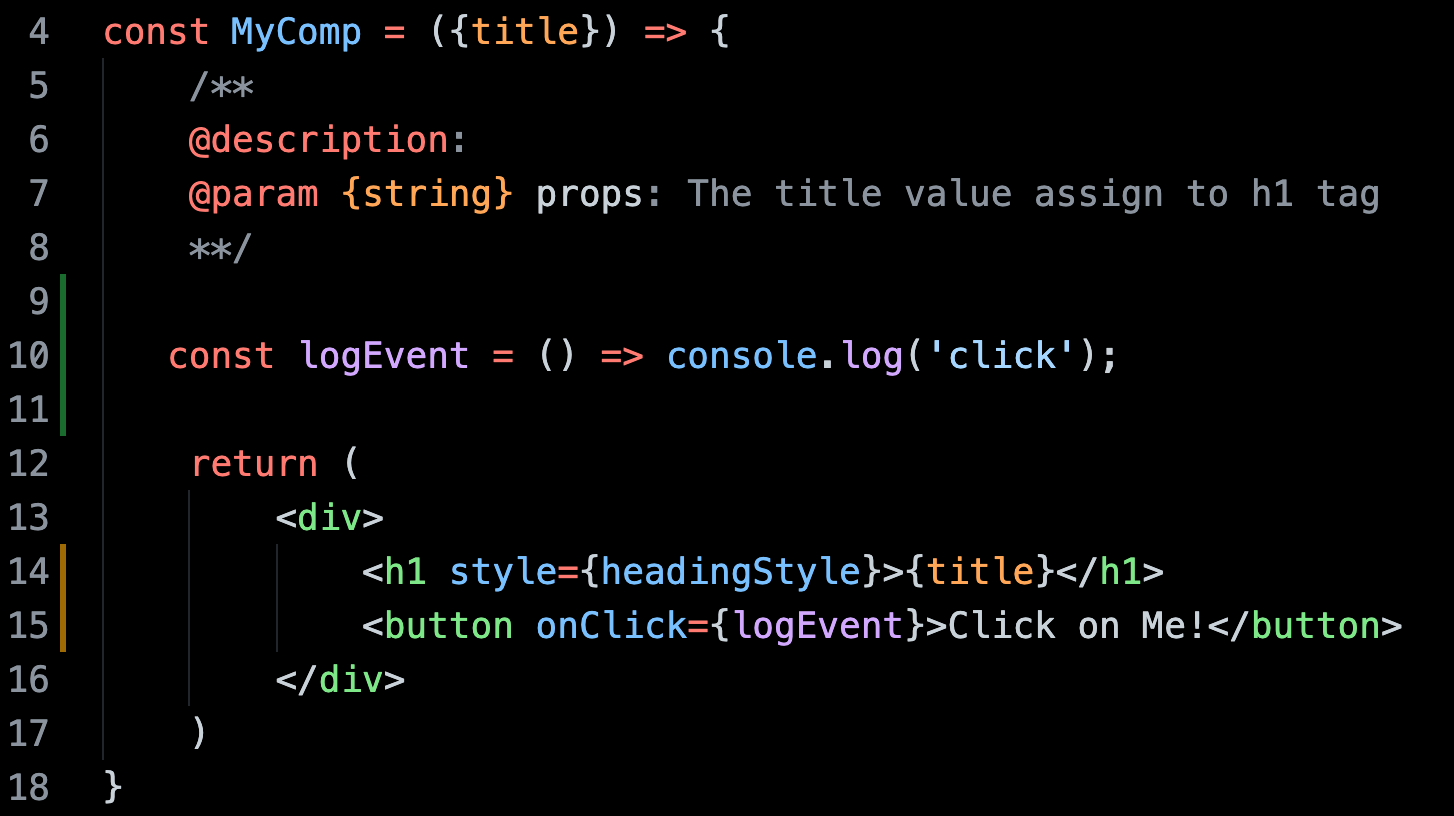 4 const MyComp = ({title}) => {
5 /**
6 @description:
7 @param {string} props: The title value assign to h1 tag
8 **/
9
10 const logEvent = () => console.log('click');
11
12 return (
13 <div>
14 <h1 style={headingStyle}>{title}</h1>
15 <button onClick={logEvent}>Click on Me!</button>
16 </div>
17 )
18 }